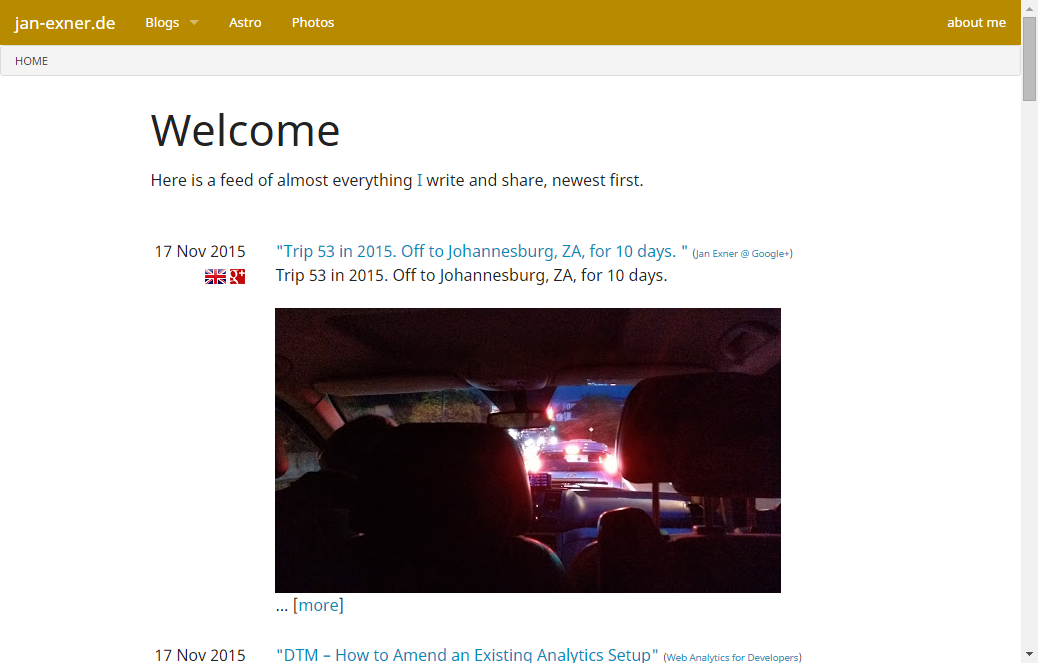 jan-exner.de Blogs Astro Photos about me
HOME
Welcome
Here is a feed of almost everything I write and share, newest first.
17 Nov 2015 "Trip 53 in 2015. Off to Johannesburg, ZA, for 10 days. " (Jan Exner @ Google+)
Trip 53 in 2015. Off to Johannesburg, ZA, for 10 days.
... [more]
17 Nov 2015 "DTM – How to Amend an Existing Analytics Setup" (Web Analytics for Developers)